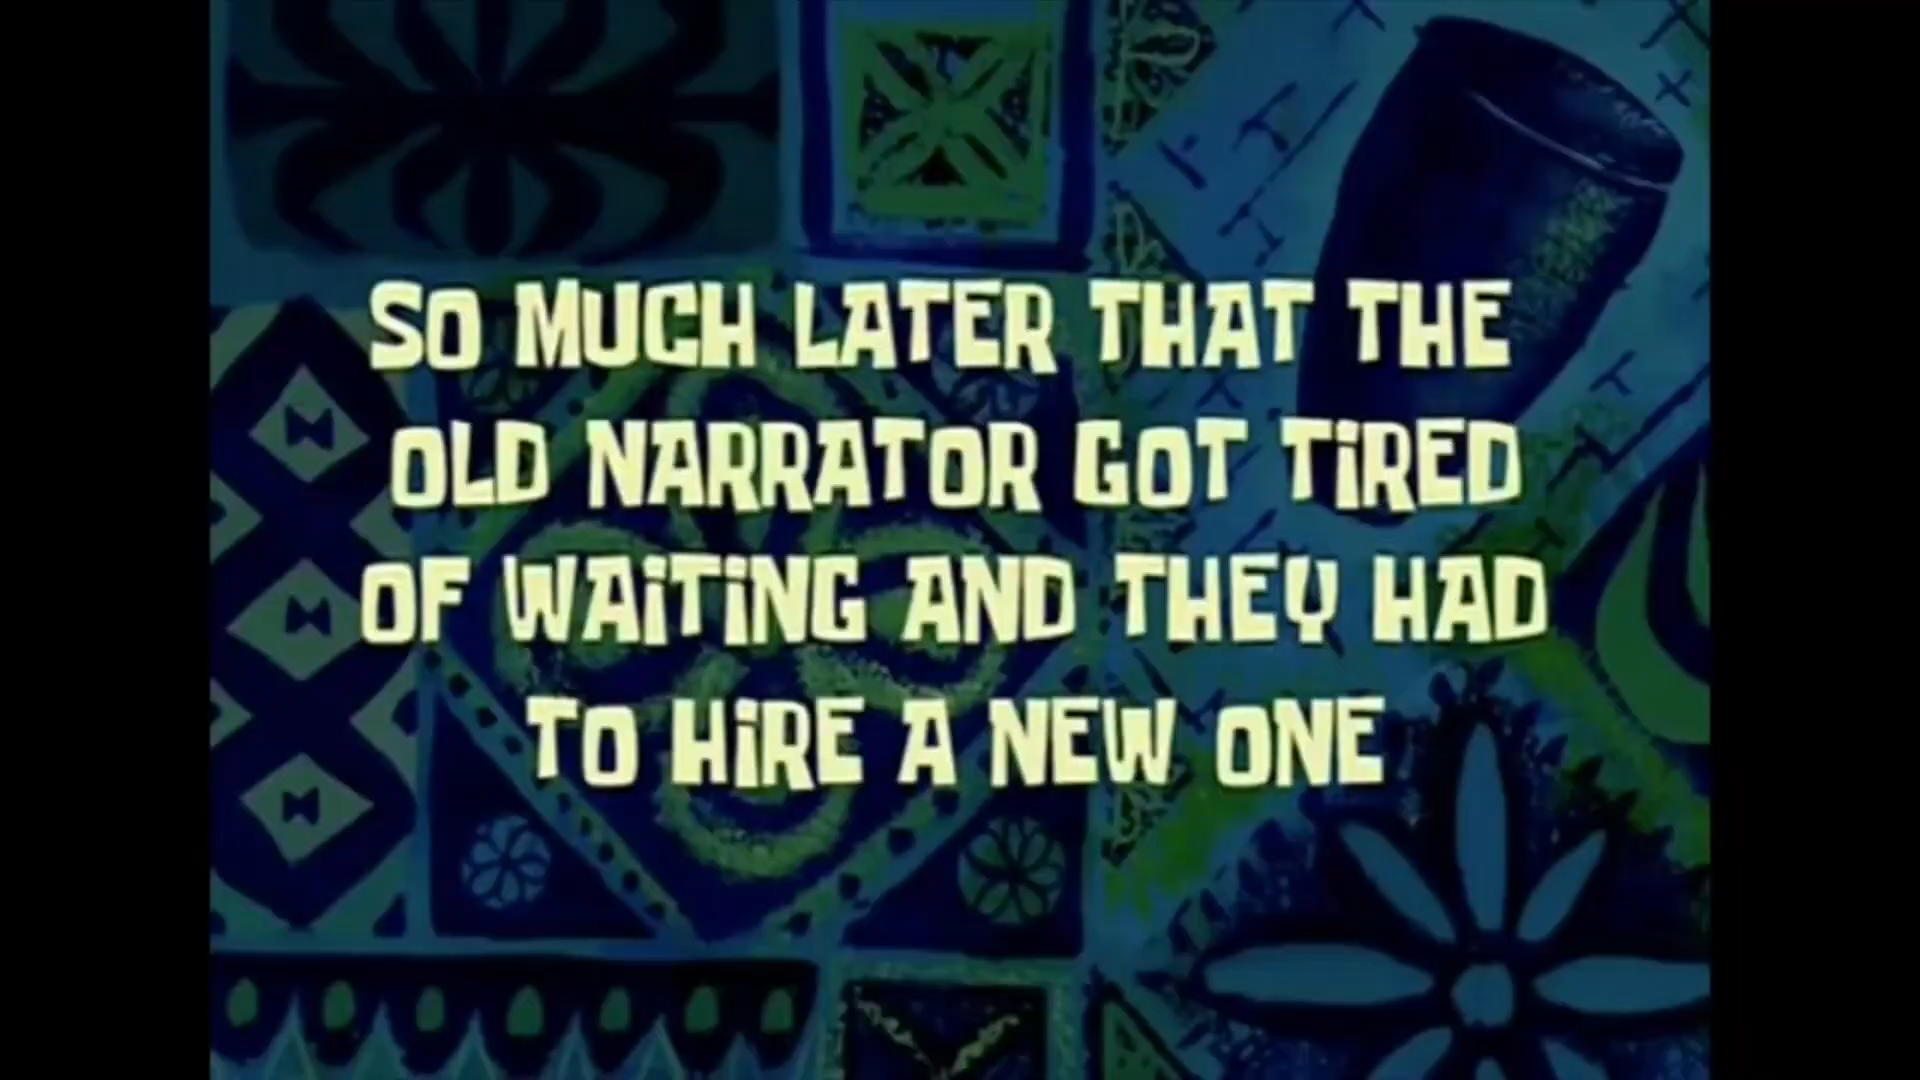 SO MUCH LATER THAT THE
OLD NARRATOR GOT TiRED
OF WAiTiNG AND THEY HAD
TO HiRE A NEW ONE